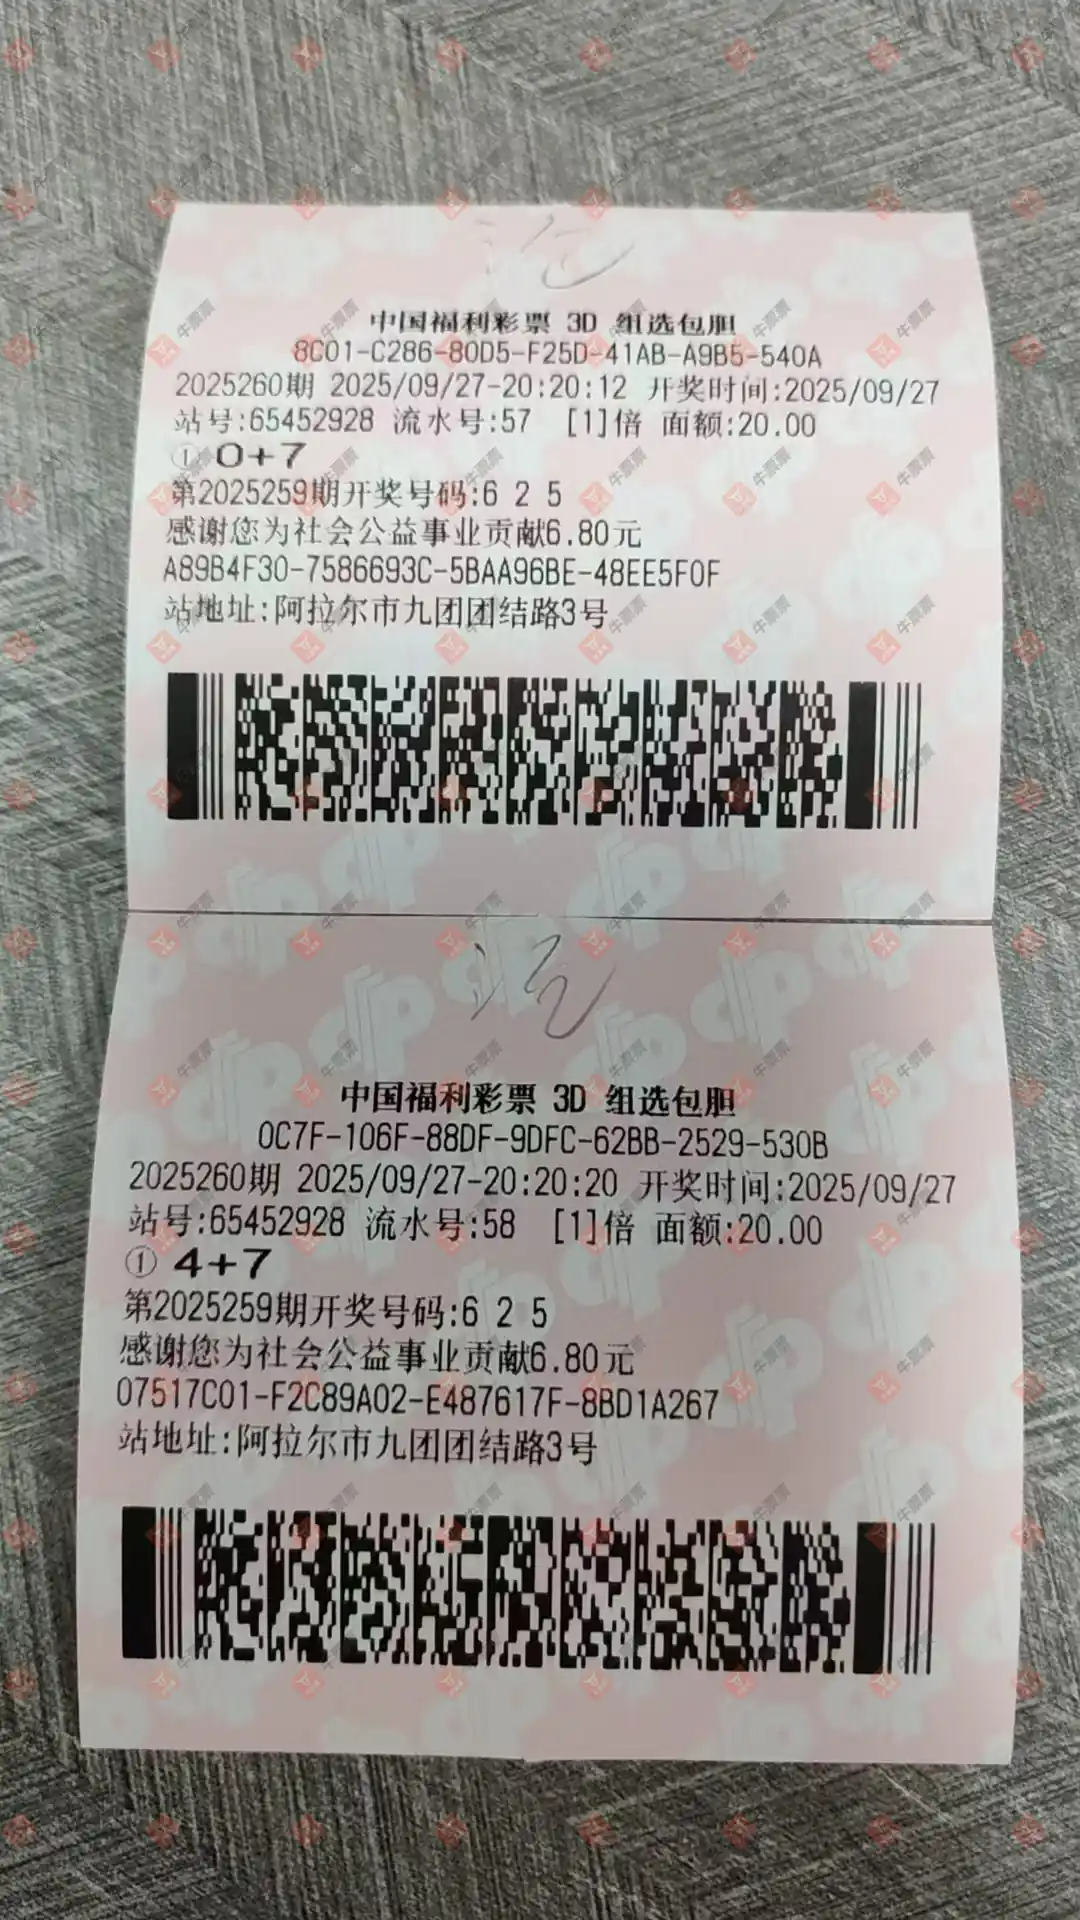 中国福利彩票 3D 组选包胆
8C01-C286-80D5-F25D-41AB-A9B5-540A
2025260期 2025/09/27-20:20:12 开奖时间:2025/09/27
站号:65452928 流水号:57 [1]倍 面额:20.00
① 0+7
第2025259期开奖号码:6 2 5
感谢您为社会公益事业贡献6.80元
A89B4F30-7586693C-5BAA96BE-48EE5F0F
站地址:阿拉尔市九团团结路3号
中国福利彩票 3D 组选包胆
0C7F-106F-88DF-9DFC-62BB-2529-530B
2025260期 2025/09/27-20:20:20 开奖时间:2025/09/27
站号:65452928 流水号:58 [1]倍 面额:20.00
① 4+7
第2025259期开奖号码:6 2 5
感谢您为社会公益事业贡献6.80元
07517C01-F2C89A02-E487617F-8BD1A267
站地址:阿拉尔市九团团结路3号
牛票票